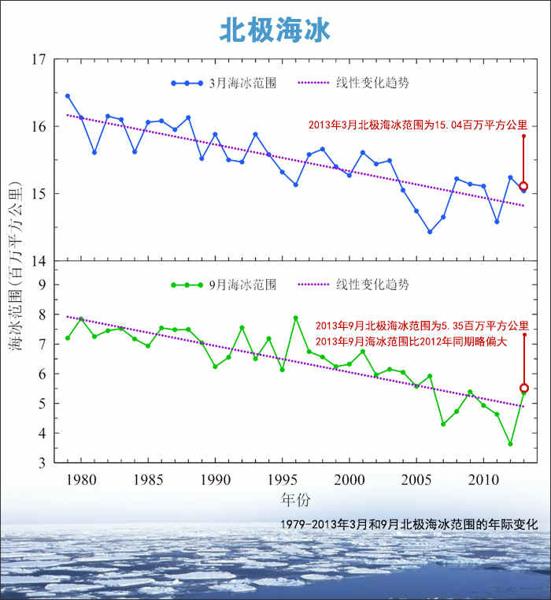 北极海冰
17
3月海冰范围
线性变化趋势
2013年3月北极海冰范围为15.04百万平方公里
16
15
14
海冰范围(百万平方公里)
9月海冰范围
线性变化趋势
9
8
2013年9月北极海冰范围为5.35百万平方公里
2013年9月海冰范围比2012年同期略偏大
7
6
5
4
3
1980 1985 1990 1995 2000 2005 2010
年份
1979-2013年3月和9月北极海冰范围的年际变化